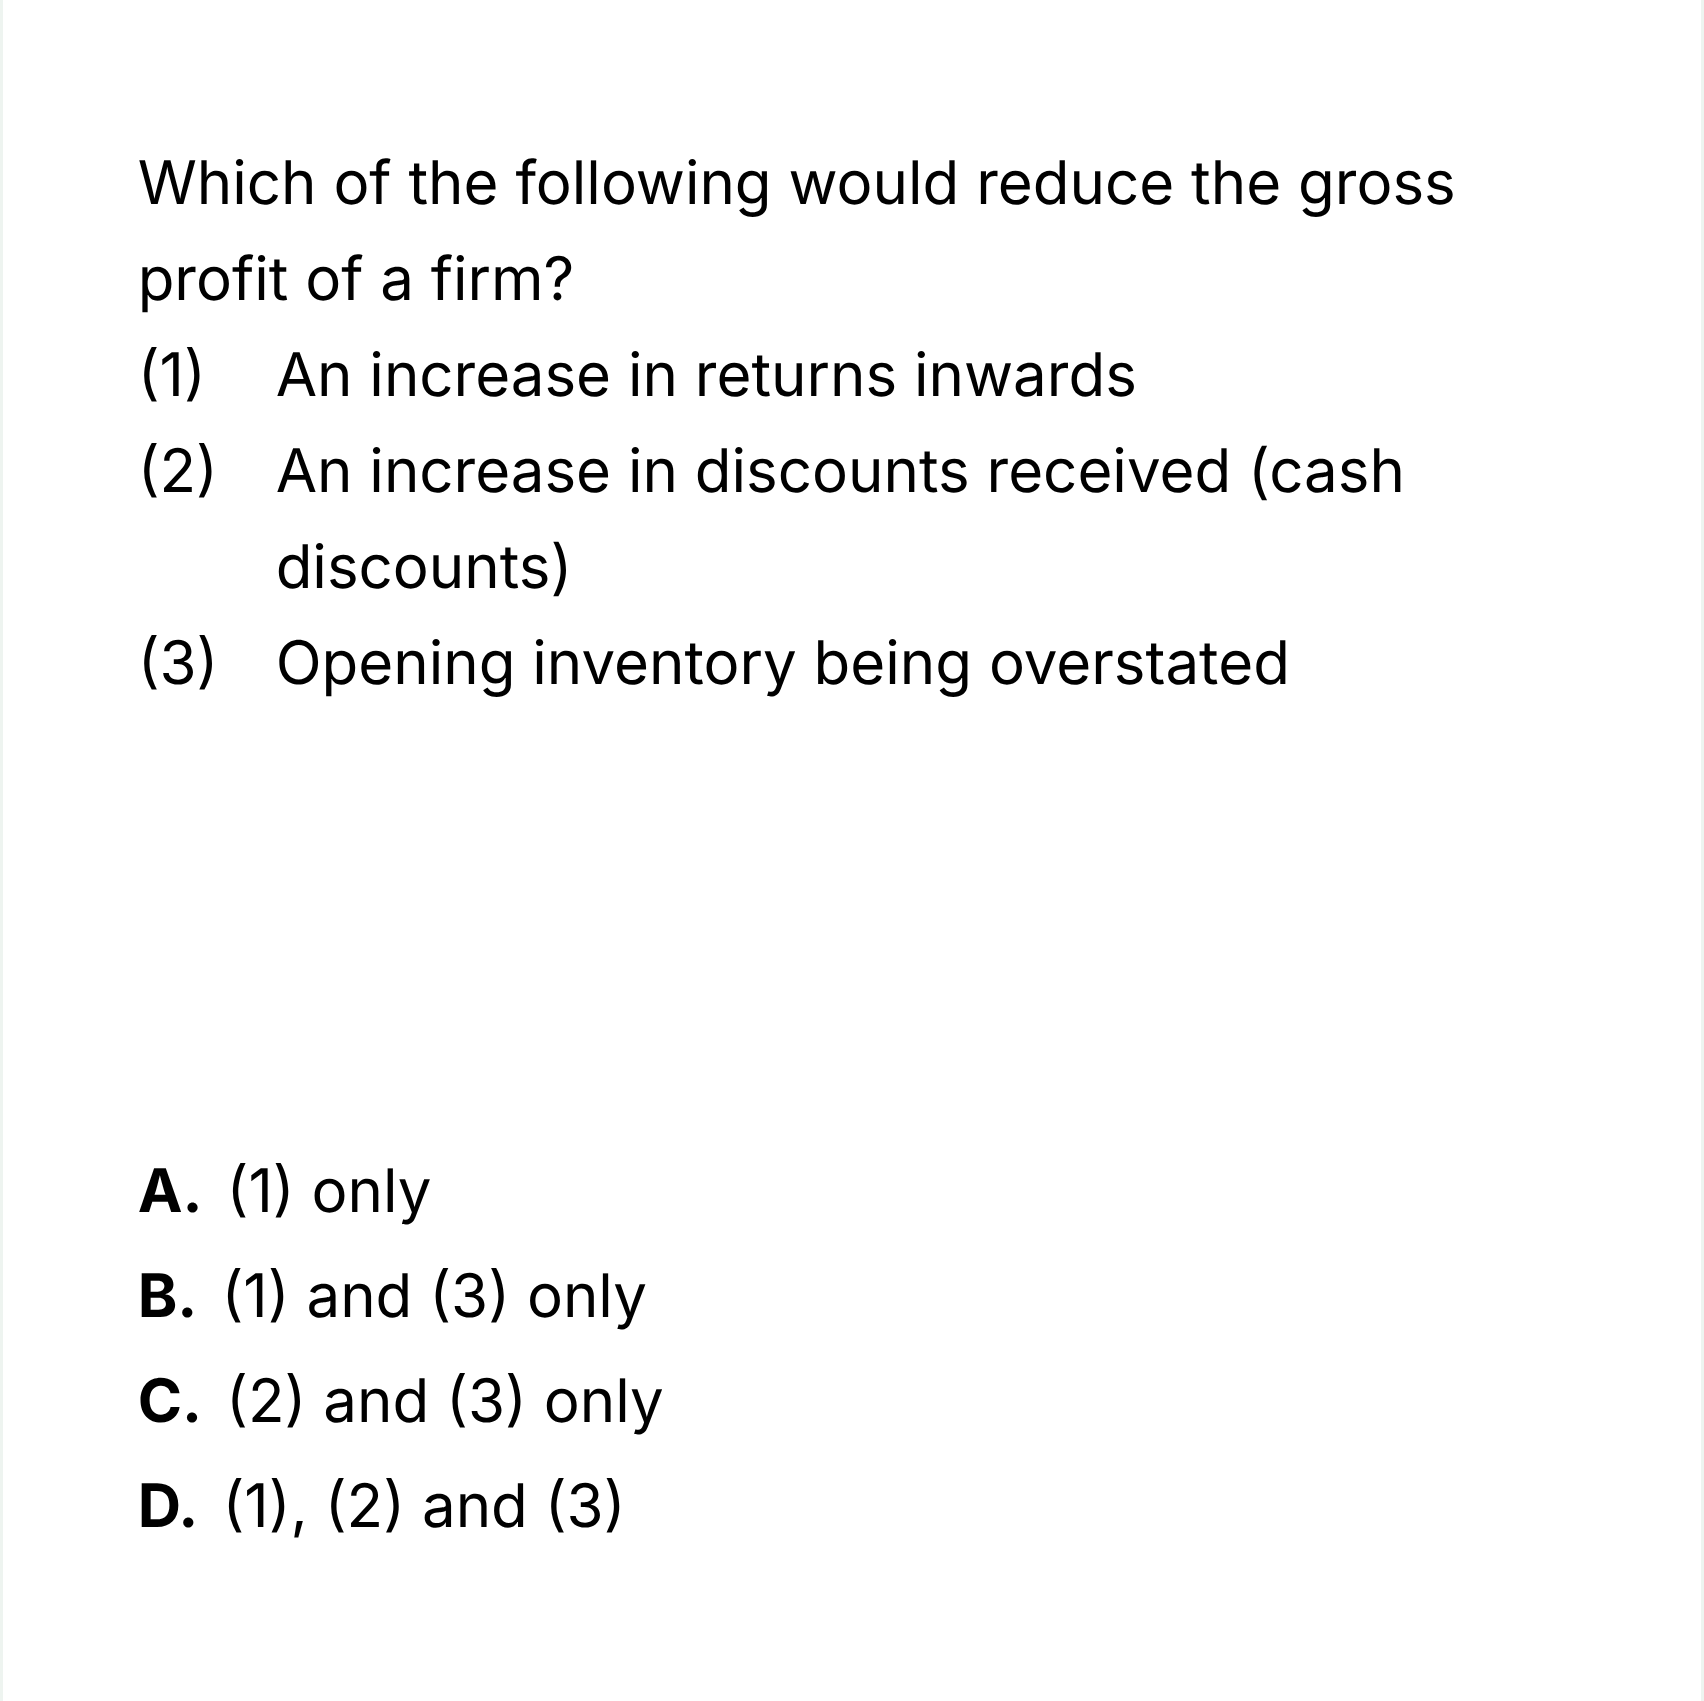 Which of the following would reduce the gross
profit of a firm?
(1) An increase in returns inwards
(2) An increase in discounts received (cash
discounts)
(3) Opening inventory being overstated
A. (1) only
B. (1) and (3) only
C. (2) and (3) only
D. (1), (2) and (3)